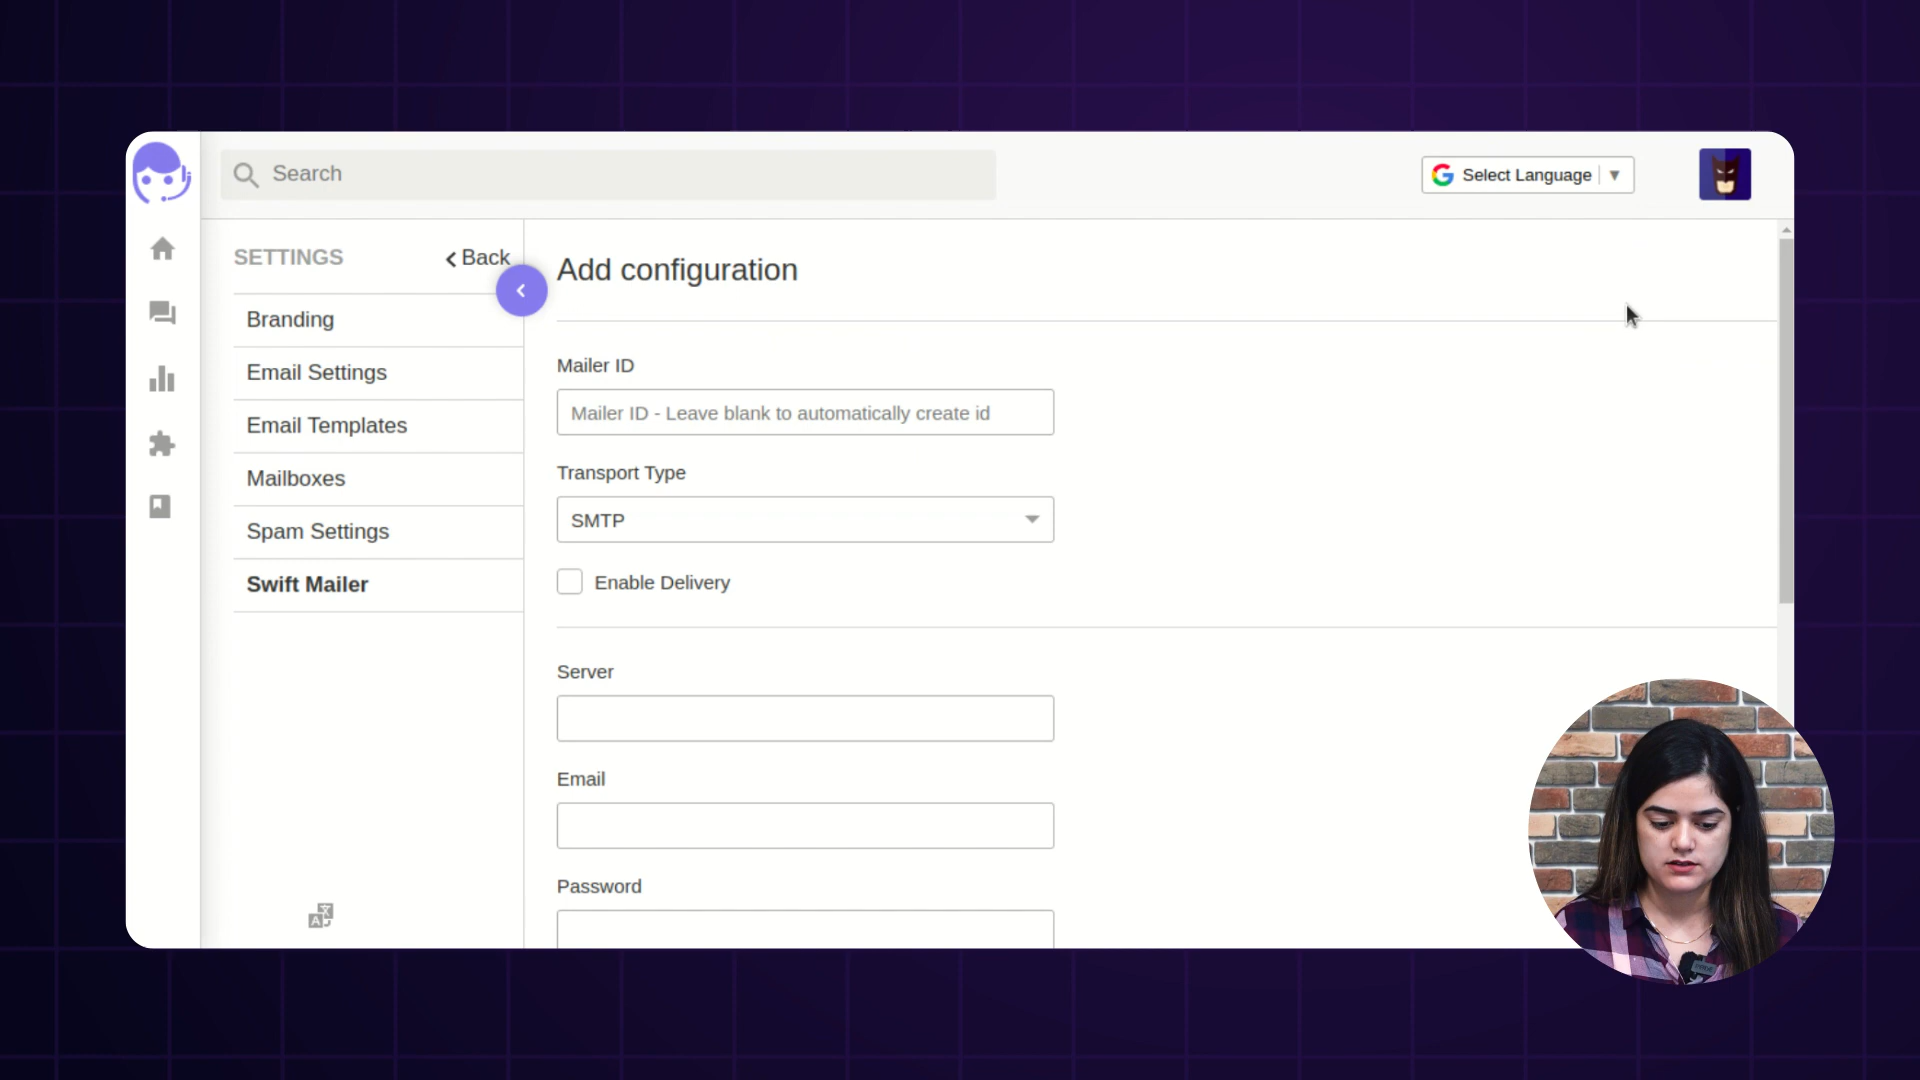 Search
Select Language
SETTINGS
Back
Branding
Email Settings
Email Templates
Mailboxes
Spam Settings
Swift Mailer
Add configuration
Mailer ID
Mailer ID - Leave blank to automatically create id
Transport Type
SMTP
Enable Delivery
Server
Email
Password